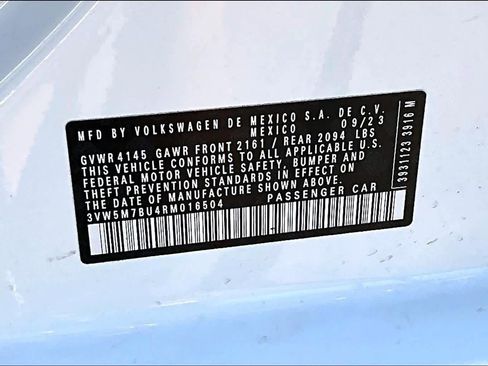 MFD BY VOLKSWAGEN DE MEXICO S.A. DE C.V.
MEXICO 09/23
GVWR4145 GAWR FRONT 2161 / REAR 2094 LBS
THIS VEHICLE CONFORMS TO ALL APPLICABLE U.S.
FEDERAL MOTOR VEHICLE SAFETY, BUMPER AND
THEFT PREVENTION STANDARDS IN EFFECT ON
THE DATE OF MANUFACTURE SHOWN ABOVE.
3VW5M7BU4RM016504 PASSENGER CAR
3931123 3916 M